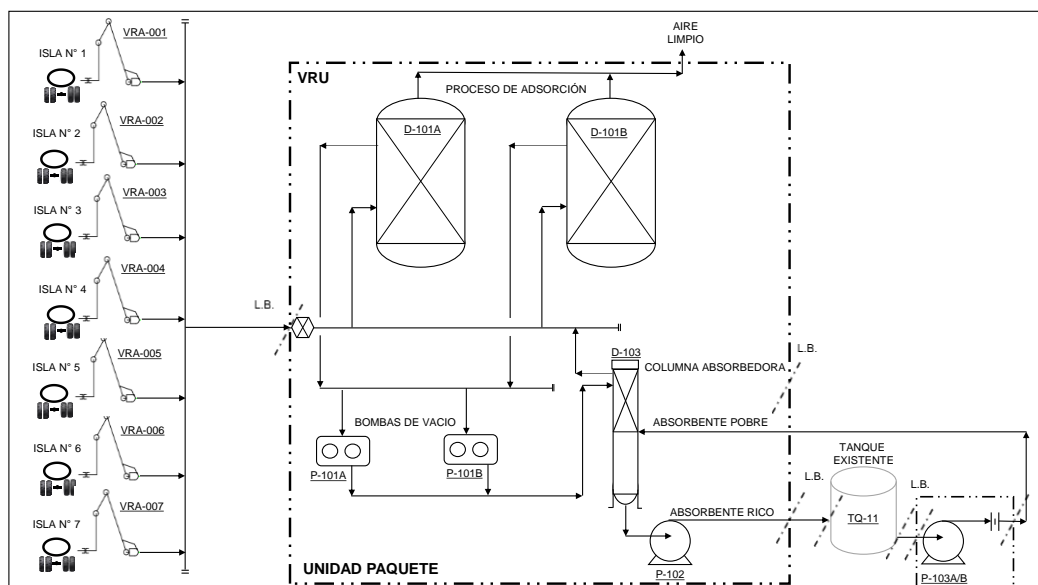 AIRE
LIMPIO
VRA-001
ISLA N° 1
VRU
PROCESO DE ADSORCIÓN
D-101A
D-101B
VRA-002
ISLA N° 2
VRA-003
ISLA N° 3
VRA-004
ISLA N° 4
L.B.
VRA-005
ISLA N° 5
D-103
L.B.
COLUMNA ABSORBEDORA
BOMBAS DE VACIO
ABSORBENTE POBRE
VRA-006
ISLA N° 6
P-101A
P-101B
TANQUE
EXISTENTE
L.B.
L.B.
VRA-007
ISLA N° 7
ABSORBENTE RICO
TQ-11
UNIDAD PAQUETE
P-102
P-103A/B